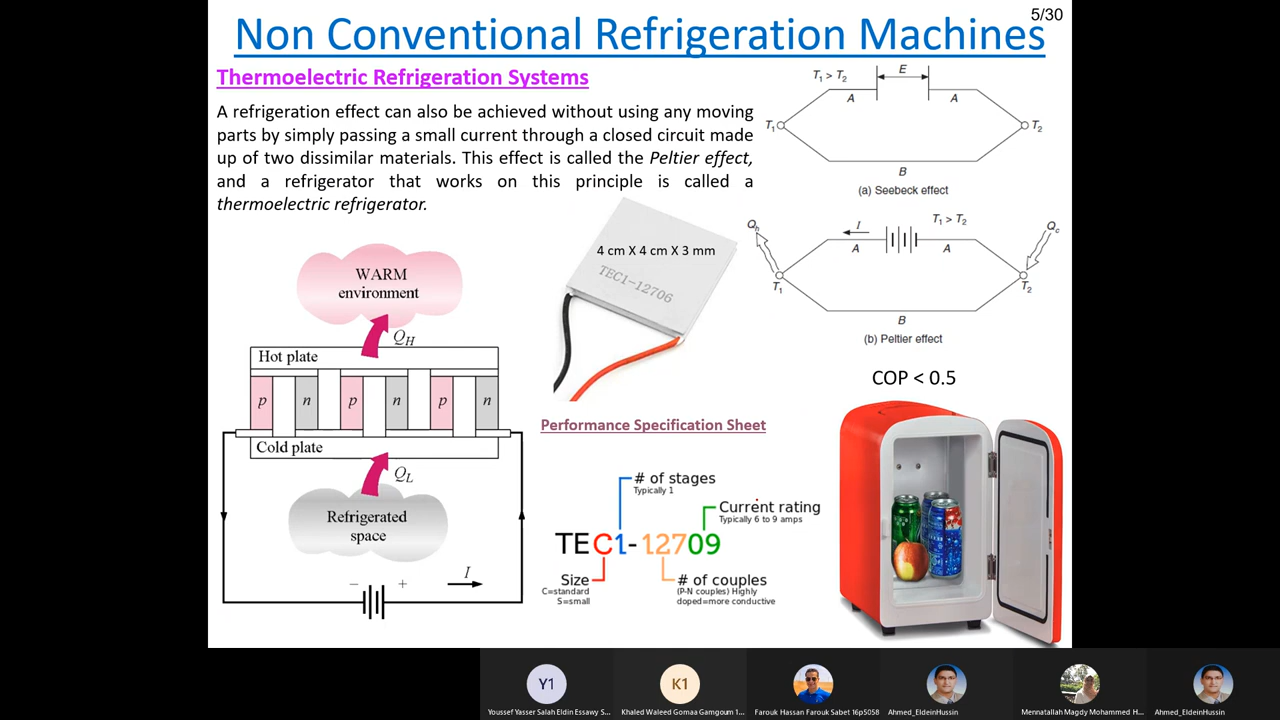 5/30
Non Conventional Refrigeration Machines
Thermoelectric Refrigeration Systems
A refrigeration effect can also be achieved without using any moving
parts by simply passing a small current through a closed circuit made
up of two dissimilar materials. This effect is called the Peltier effect,
and a refrigerator that works on this principle is called a
thermoelectric refrigerator.
T1 > T2
E
A
A
T1
T2
B
(a) Seebeck effect
Qh
I
T1 > T2
Qc
A
A
T1
T2
B
(b) Peltier effect
COP < 0.5
WARM
environment
QH
Hot plate
p
n
p
n
p
n
Cold plate
QL
Refrigerated
space
−
+
I
4 cm X 4 cm X 3 mm
TEC1-12706
Performance Specification Sheet
# of stages
Typically 1
Current rating
Typically 6 to 9 amps
TEC1-12709
Size
C=standard
S=small
# of couples
(P-N couples) Highly
doped=more conductive
Y1
K1
Youssef Yasser Salah Eldin Essawy S...
Khaled Waleed Gomaa Gamgoum 1...
Farouk Hassan Farouk Sabet 16p5058
Ahmed_EldeinHussin
Mennatallah Magdy Mohammed H...
Ahmed_EldeinHussin